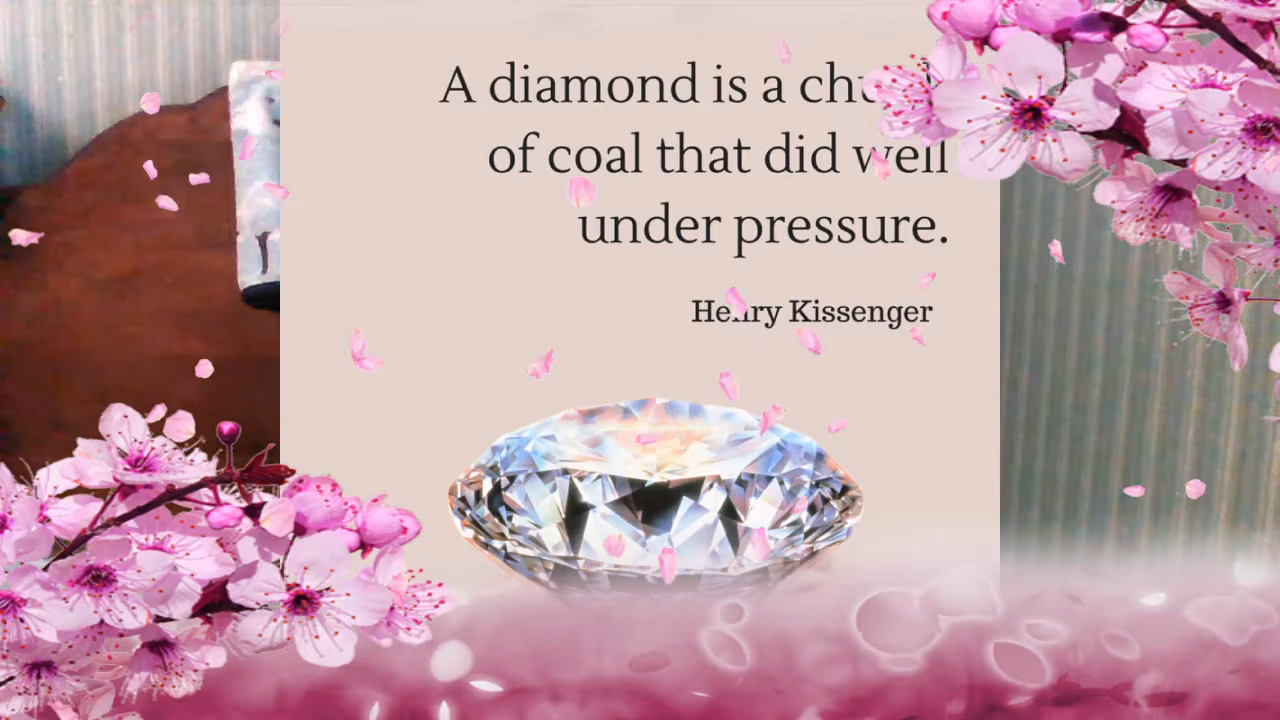 A diamond is a
of coal that did well
under pressure.
Henry Kissenger